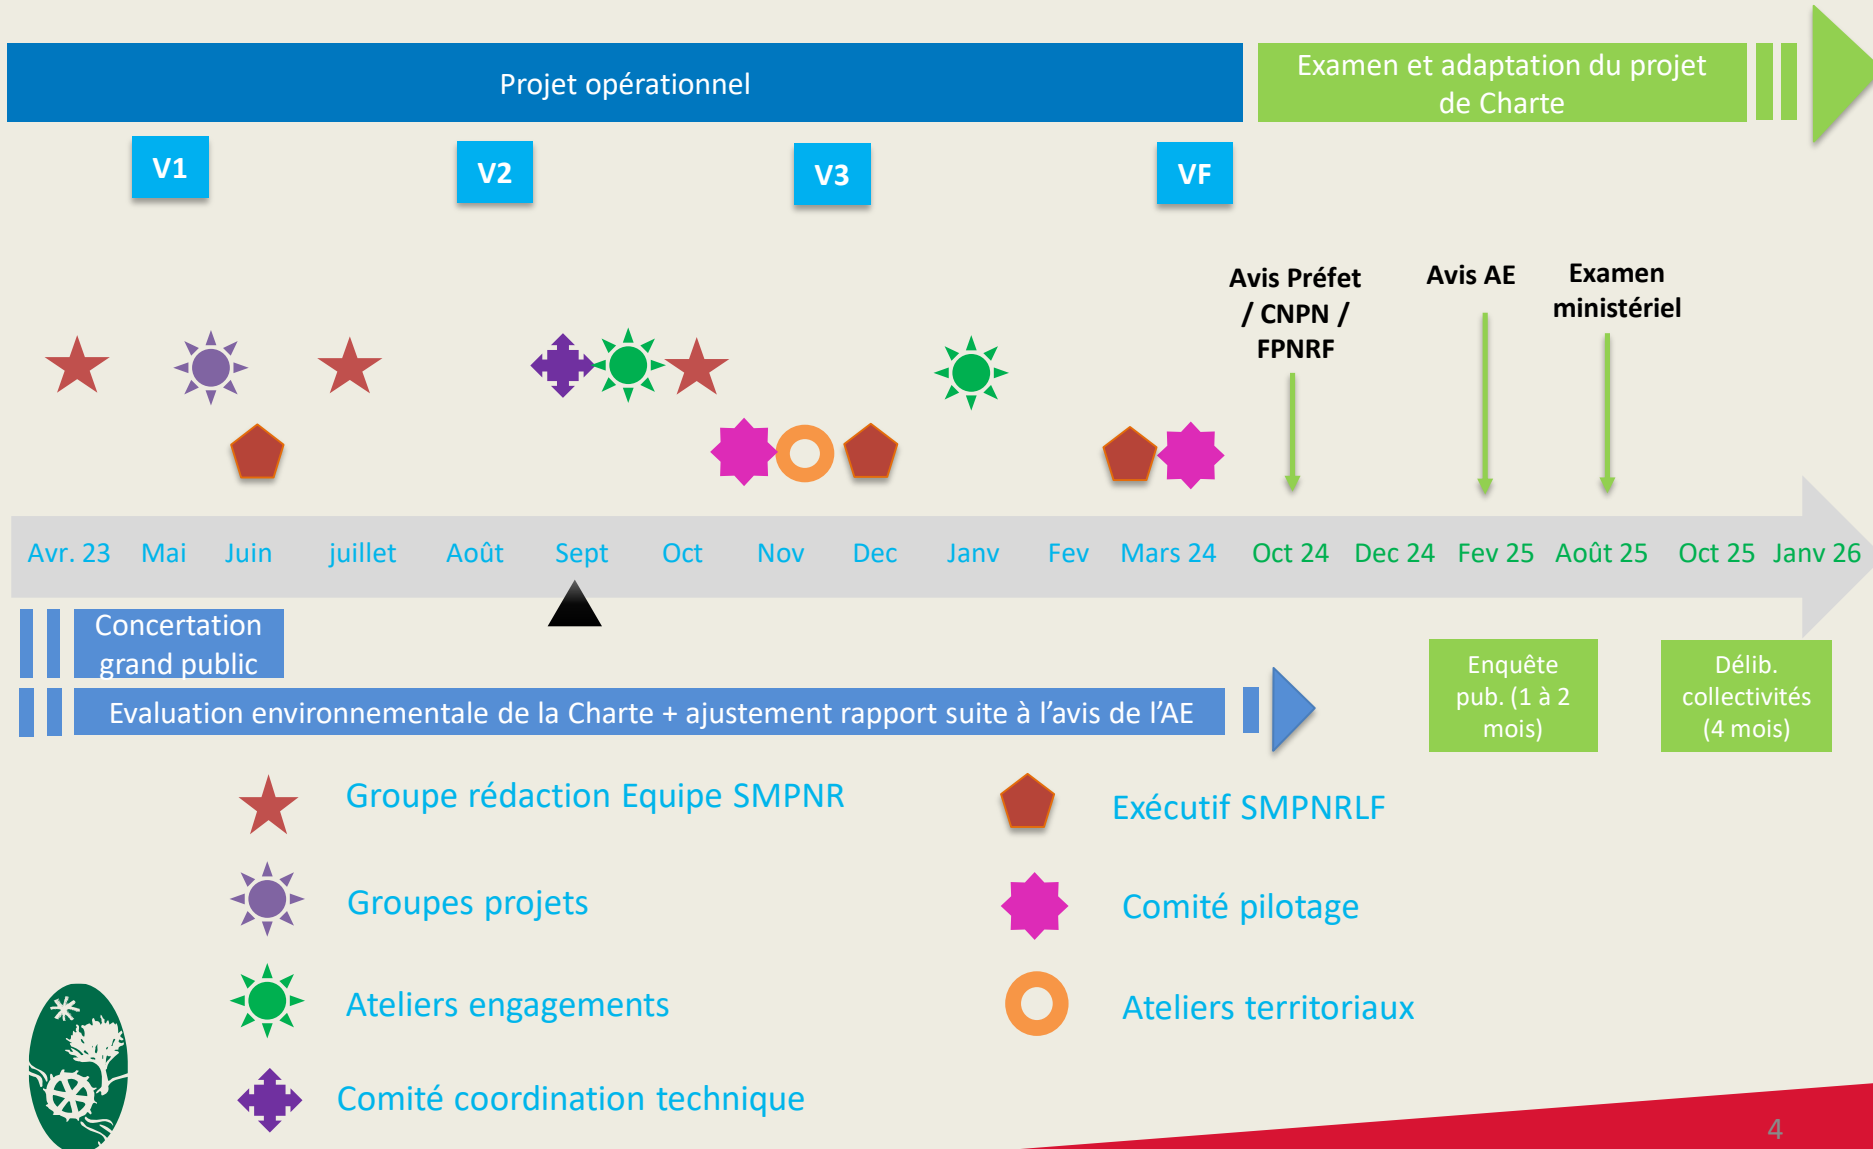 Projet opérationnel
Examen et adaptation du projet
de Charte
V1
V2
V3
VF
Avis Préfet
/ CNPN /
FPNRF
Avis AE
Examen
ministériel
Avr. 23 Mai Juin juillet Août Sept Oct Nov Dec Janv Fev Mars 24 Oct 24 Dec 24 Fev 25 Août 25 Oct 25 Janv 26
Concertation
grand public
Evaluation environnementale de la Charte + ajustement rapport suite à l’avis de l’AE
Enquête
pub. (1 à 2
mois)
Délib.
collectivités
(4 mois)
Groupe rédaction Equipe SMPNR
Groupes projets
Ateliers engagements
Comité coordination technique
Exécutif SMPNRLF
Comité pilotage
Ateliers territoriaux
4